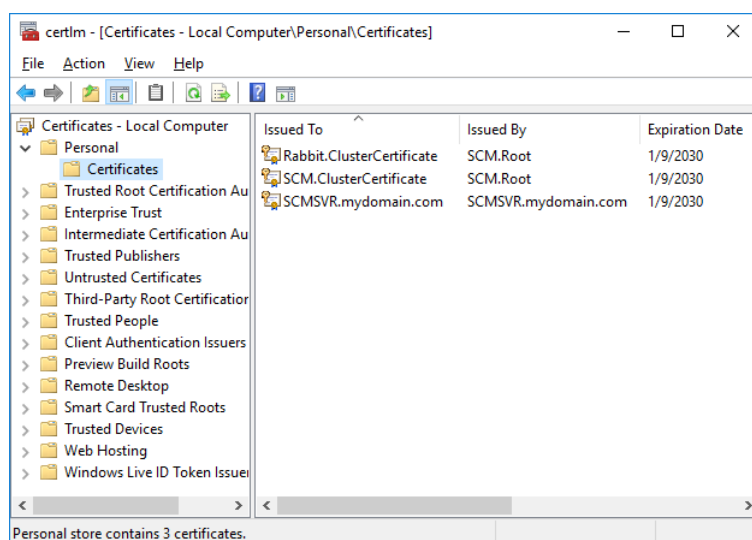 certlm - [Certificates - Local Computer\Personal\Certificates]
File Action View Help
Certificates - Local Computer
Personal
Certificates
Trusted Root Certification Au
Enterprise Trust
Intermediate Certification Au
Trusted Publishers
Untrusted Certificates
Third-Party Root Certification
Trusted People
Client Authentication Issuers
Preview Build Roots
Remote Desktop
Smart Card Trusted Roots
Trusted Devices
Web Hosting
Windows Live ID Token Issuer
Issued To Issued By Expiration Date
Rabbit.ClusterCertificate SCM.Root 1/9/2030
SCM.ClusterCertificate SCM.Root 1/9/2030
SCMSVR.mydomain.com SCMSVR.mydomain.com 1/9/2030
Personal store contains 3 certificates.